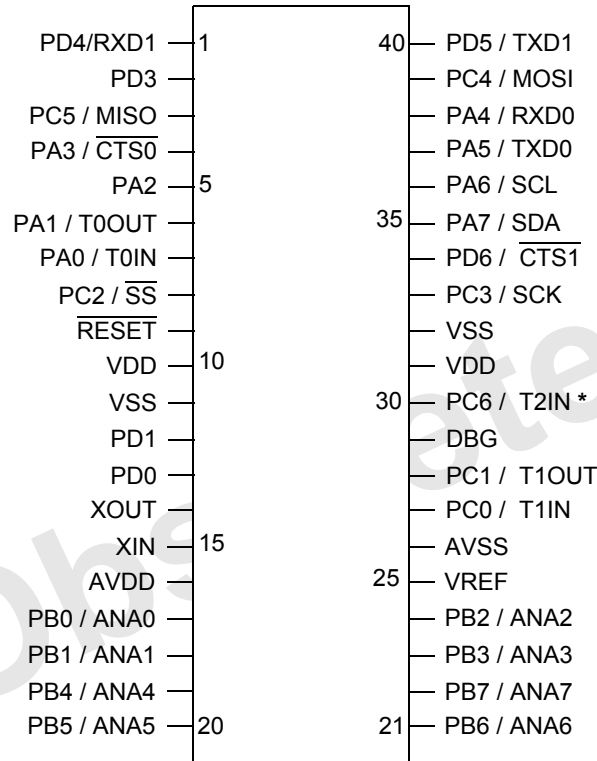 PD4/RXD1 1 40 PD5 / TXD1
PD3 PC4 / MOSI
PC5 / MISO PA4 / RXD0
PA3 / CTS0 PA5 / TXD0
PA2 5 PA6 / SCL
PA1 / T0OUT 35 PA7 / SDA
PA0 / T0IN PD6 / CTS1
PC2 / SS PC3 / SCK
RESET VSS
VDD 10 VDD
VSS 30 PC6 / T2IN *
PD1 DBG
PD0 PC1 / T1OUT
XOUT PC0 / T1IN
XIN 15 AVSS
AVDD 25 VREF
PB0 / ANA0 PB2 / ANA2
PB1 / ANA1 PB3 / ANA3
PB4 / ANA4 PB7 / ANA7
PB5 / ANA5 20 21 PB6 / ANA6